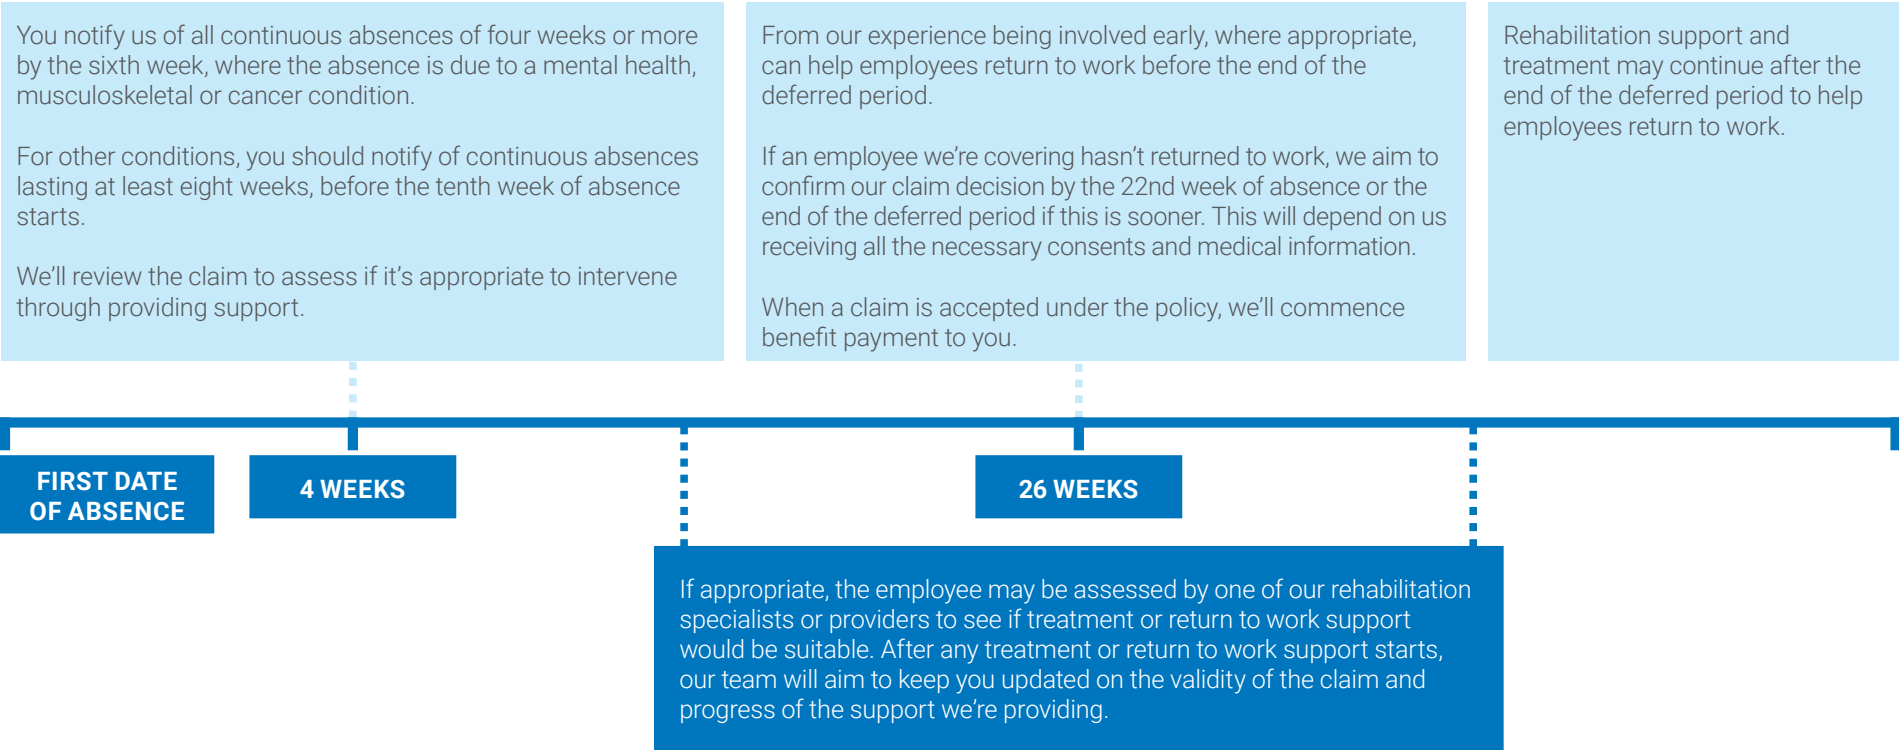 You notify us of all continuous absences of four weeks or more
by the sixth week, where the absence is due to a mental health,
musculoskeletal or cancer condition.
For other conditions, you should notify of continuous absences
lasting at least eight weeks, before the tenth week of absence
starts.
We’ll review the claim to assess if it’s appropriate to intervene
through providing support.
From our experience being involved early, where appropriate,
can help employees return to work before the end of the
deferred period.
If an employee we’re covering hasn’t returned to work, we aim to
confirm our claim decision by the 22nd week of absence or the
end of the deferred period if this is sooner. This will depend on us
receiving all the necessary consents and medical information.
When a claim is accepted under the policy, we’ll commence
benefit payment to you.
Rehabilitation support and
treatment may continue after the
end of the deferred period to help
employees return to work.
FIRST DATE
OF ABSENCE
4 WEEKS
26 WEEKS
If appropriate, the employee may be assessed by one of our rehabilitation
specialists or providers to see if treatment or return to work support
would be suitable. After any treatment or return to work support starts,
our team will aim to keep you updated on the validity of the claim and
progress of the support we’re providing.